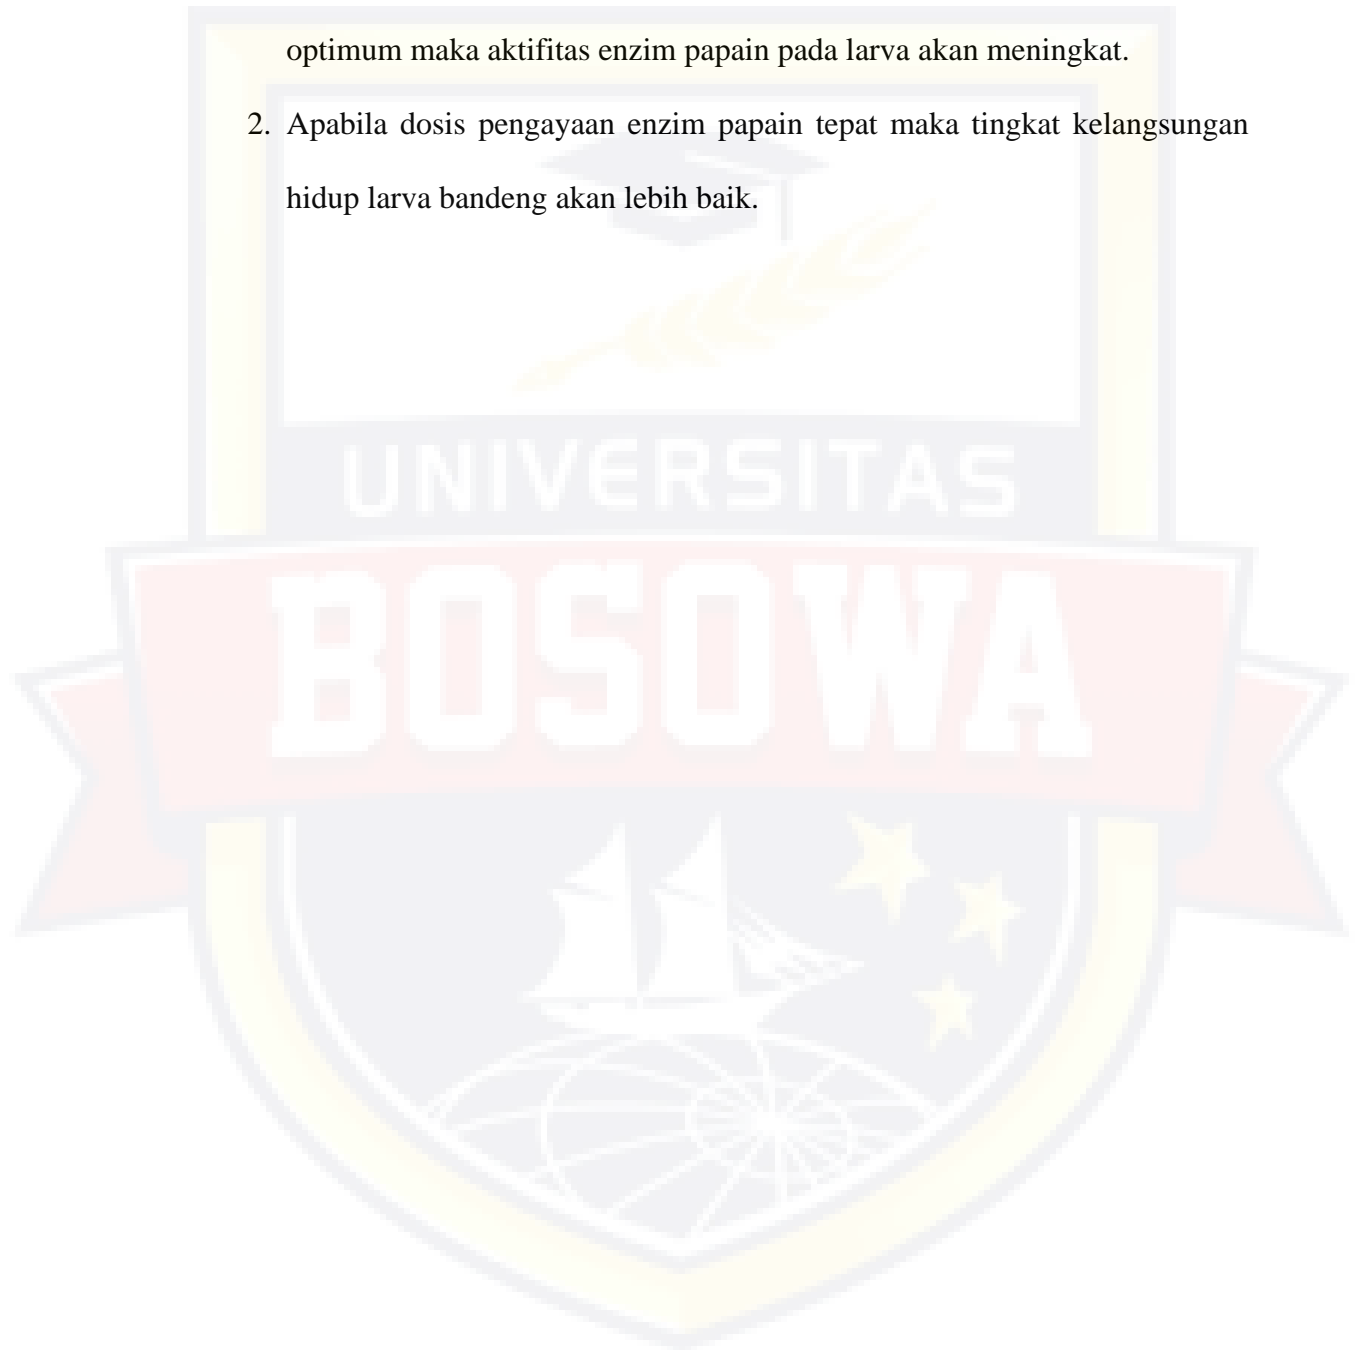 optimum maka aktifitas enzim papain pada larva akan meningkat.
2. Apabila dosis pengayaan enzim papain tepat maka tingkat kelangsungan
hidup larva bandeng akan lebih baik.
UNIVERSITAS
BOSOWA